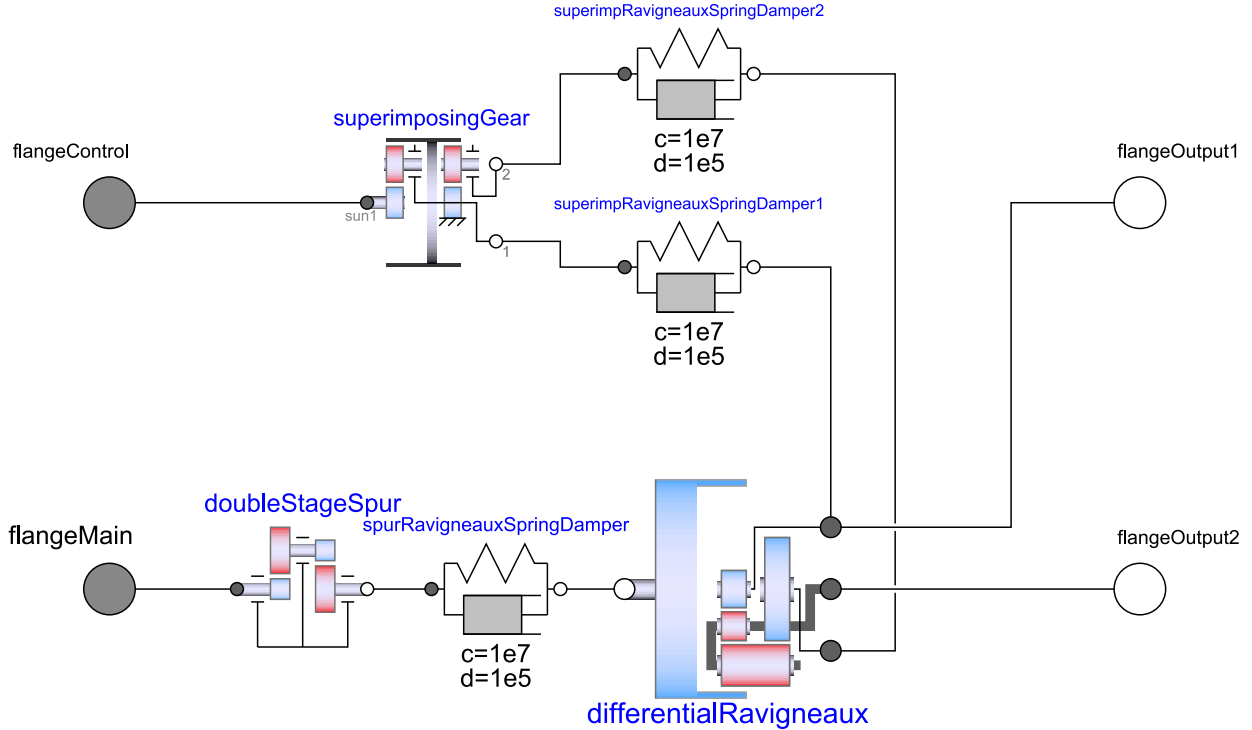 superimpRavigneauxSpringDamper2
c=1e7
d=1e5
superimposingGear
flangeControl
flangeOutput1
2
sun1
superimpRavigneauxSpringDamper1
1
c=1e7
d=1e5
doubleStageSpur
spurRavigneauxSpringDamper
flangeMain
flangeOutput2
c=1e7
d=1e5
differentialRavigneaux